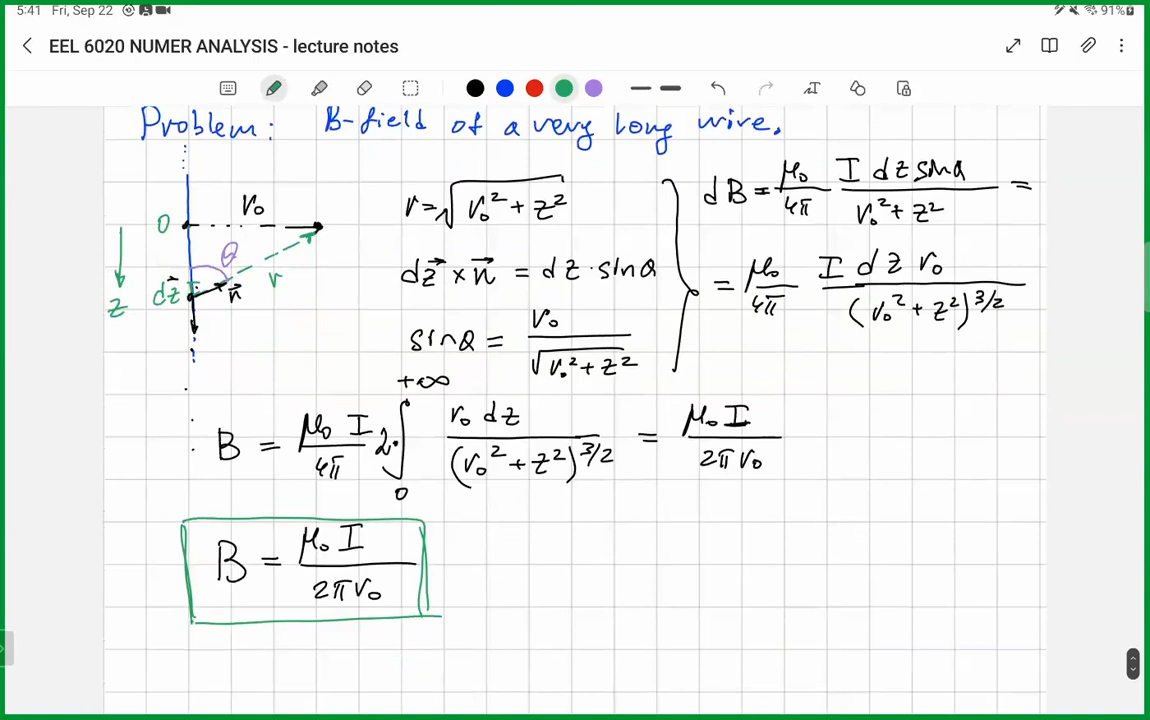 5:41 Fri, Sep 22
91%
EEL 6020 NUMER ANALYSIS - lecture notes
Problem: B-field of a very long wire.
0
r₀
θ
r
z
dz⃗
n⃗
r = √(r₀² + z²)
dz⃗ × n⃗ = dz · sinθ
sinθ = r₀ / √(r₀² + z²)
dB = μ₀/4π I dz sinθ / (r₀² + z²) =
= μ₀/4π I dz r₀ / (r₀² + z²)^3/2
B = μ₀ I / 4π 2· ∫₀^+∞ r₀ dz / (r₀² + z²)^3/2 = μ₀ I / 2π r₀
B = μ₀ I / 2π r₀